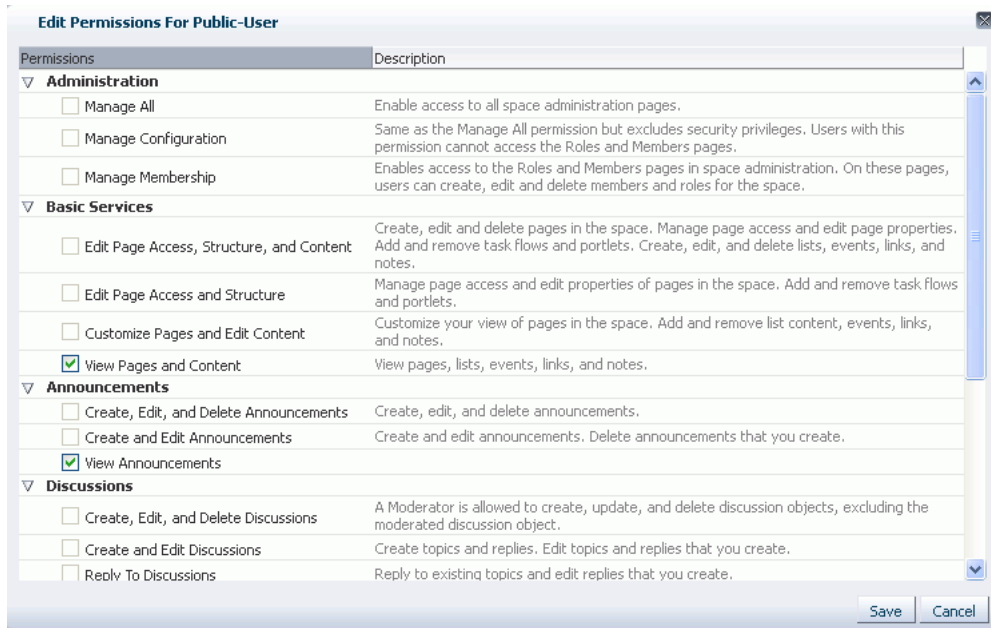 Edit Permissions For Public-User
Permissions Description
Administration
Manage All Enable access to all space administration pages.
Manage Configuration Same as the Manage All permission but excludes security privileges. Users with this
permission cannot access the Roles and Members pages.
Manage Membership Enables access to the Roles and Members pages in space administration. On these pages,
users can create, edit and delete members and roles for the space.
Basic Services
Edit Page Access, Structure, and Content Create, edit and delete pages in the space. Manage page access and edit page properties.
Add and remove task flows and portlets. Create, edit, and delete lists, events, links, and
notes.
Edit Page Access and Structure Manage page access and edit properties of pages in the space. Add and remove task flows
and portlets.
Customize Pages and Edit Content Customize your view of pages in the space. Add and remove list content, events, links,
and notes.
View Pages and Content View pages, lists, events, links, and notes.
Announcements
Create, Edit, and Delete Announcements Create, edit, and delete announcements.
Create and Edit Announcements Create and edit announcements. Delete announcements that you create.
View Announcements
Discussions
Create, Edit, and Delete Discussions A Moderator is allowed to create, update, and delete discussion objects, excluding the
moderated discussion object.
Create and Edit Discussions Create topics and replies. Edit topics and replies that you create.
Reply To Discussions Reply to existing topics and edit replies that you create.
Save Cancel